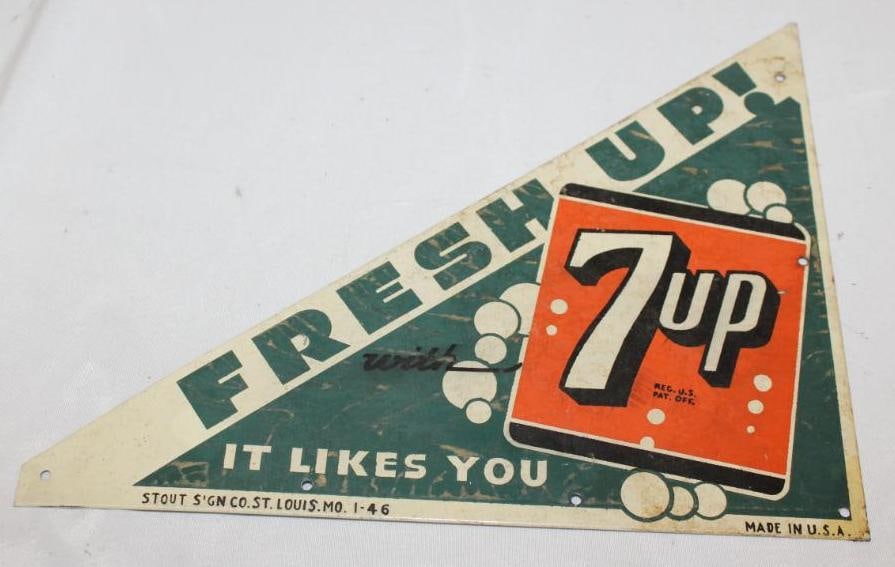 FRESH UP!
with
7up
REG. U.S.
PAT. OFF.
IT LIKES YOU
STOUT SIGN CO. ST. LOUIS. MO. 1-46
MADE IN U.S.A.